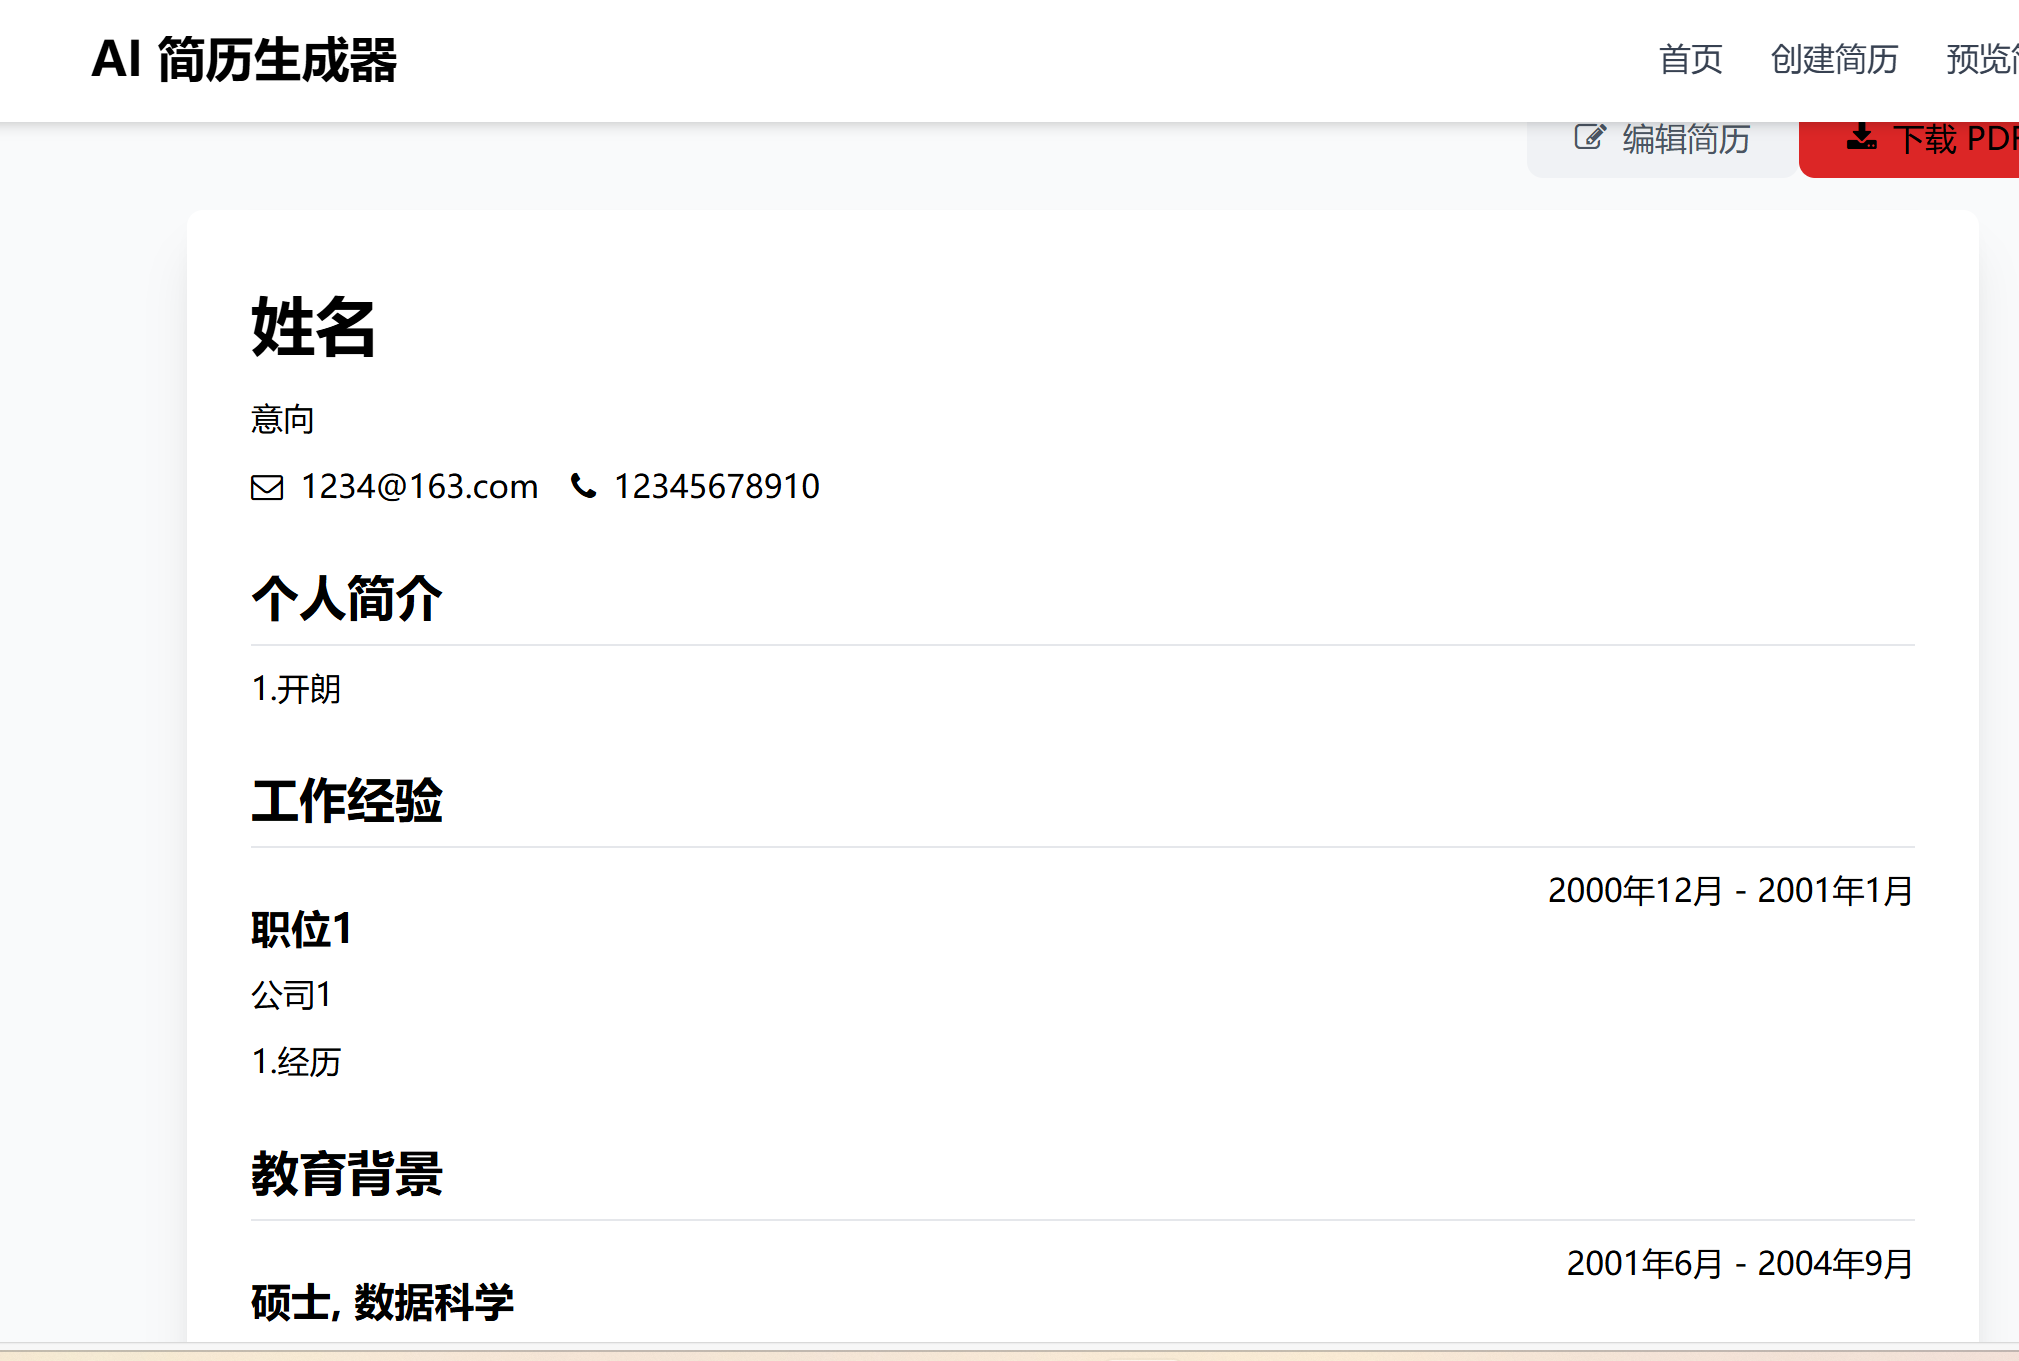 AI 简历生成器
首页 创建简历 预览
编辑简历 下载 PDF
姓名
意向
1234@163.com 12345678910
个人简介
1.开朗
工作经验
2000年12月 - 2001年1月
职位1
公司1
1.经历
教育背景
2001年6月 - 2004年9月
硕士, 数据科学